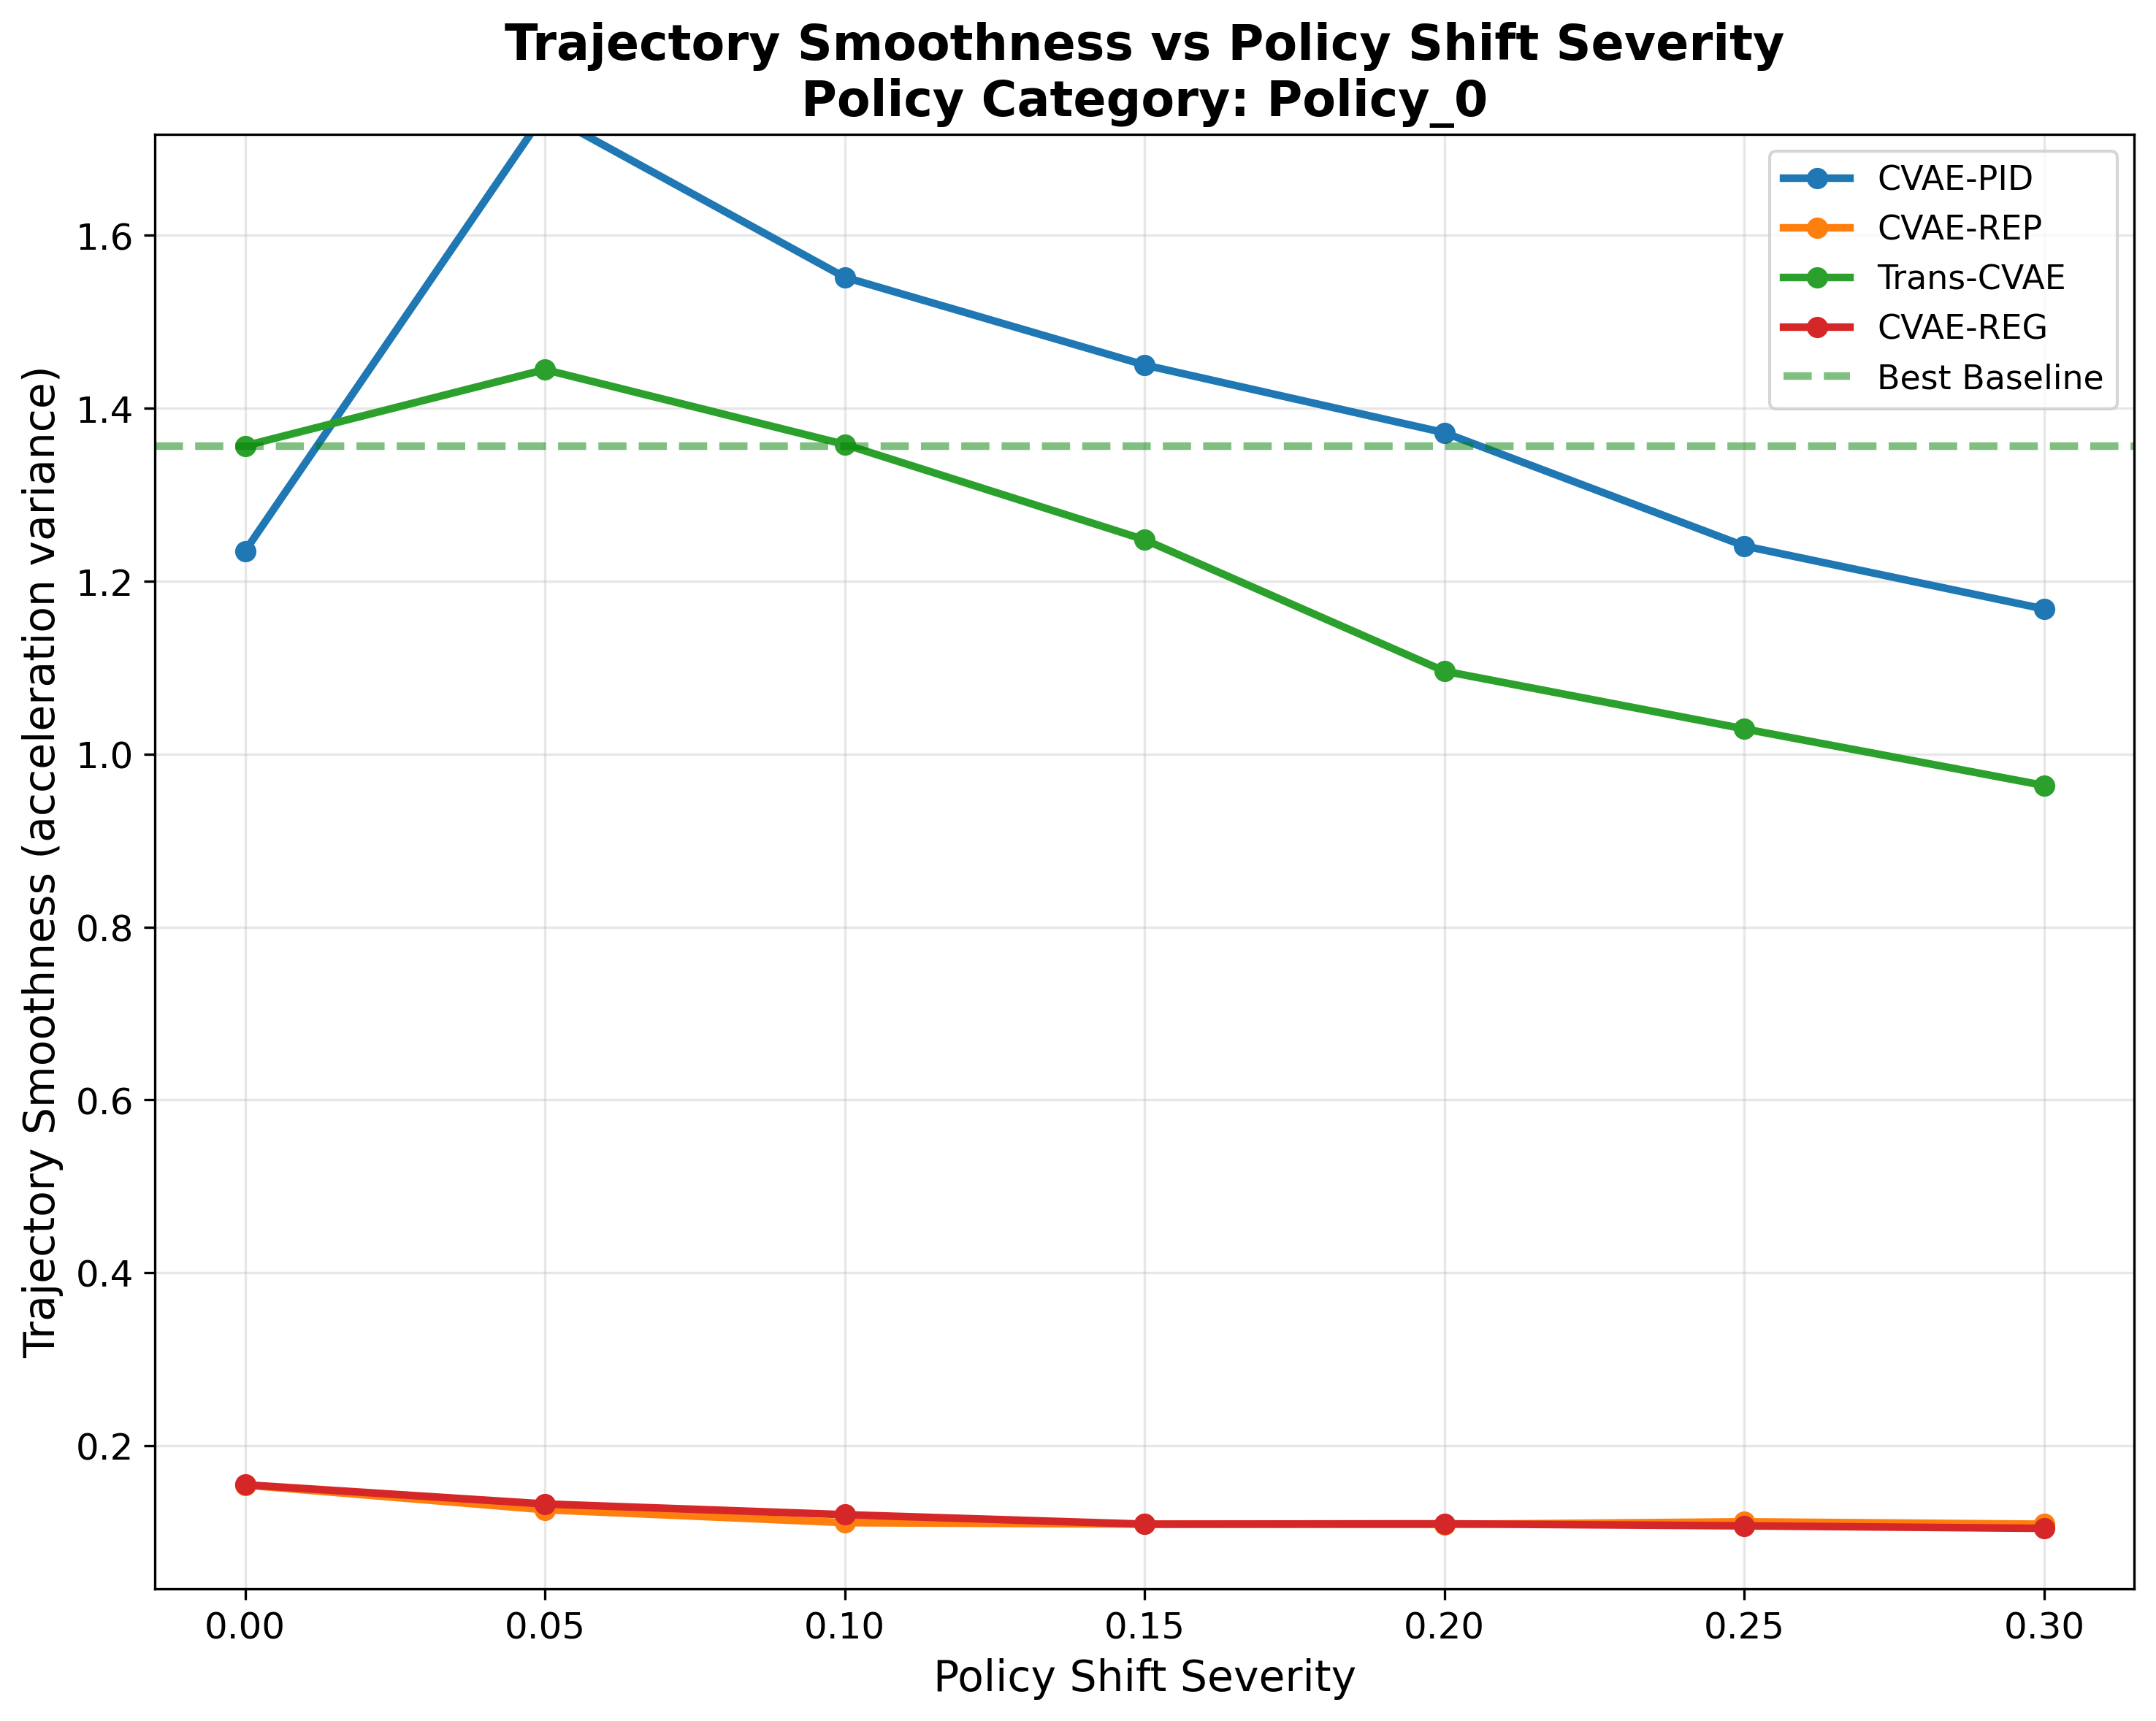 Trajectory Smoothness vs Policy Shift Severity
Policy Category: Policy_0
Trajectory Smoothness (acceleration variance)
1.6
1.4
1.2
1.0
0.8
0.6
0.4
0.2
CVAE-PID
CVAE-REP
Trans-CVAE
CVAE-REG
Best Baseline
0.00 0.05 0.10 0.15 0.20 0.25 0.30
Policy Shift Severity